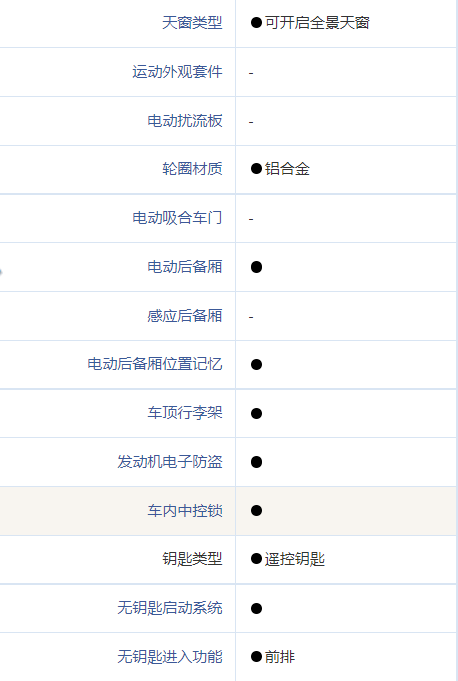 天窗类型 ●可开启全景天窗
运动外观套件 -
电动扰流板 -
轮圈材质 ●铝合金
电动吸合车门 -
电动后备厢 ●
感应后备厢 -
电动后备厢位置记忆 ●
车顶行李架 ●
发动机电子防盗 ●
车内中控锁 ●
钥匙类型 ●遥控钥匙
无钥匙启动系统 ●
无钥匙进入功能 ●前排